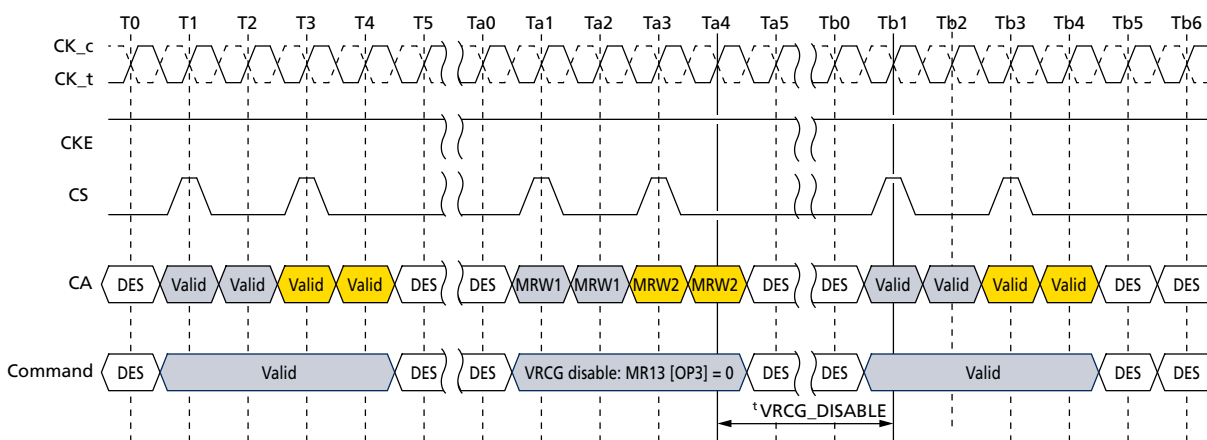 T0 T1 T2 T3 T4 T5 Ta0 Ta1 Ta2 Ta3 Ta4 Ta5 Tb0 Tb1 Tb2 Tb3 Tb4 Tb5 Tb6
CK_c
CK_t
CKE
CS
CA DES Valid Valid Valid Valid DES DES MRW1 MRW1 MRW2 MRW2 DES DES Valid Valid Valid Valid DES DES
Command DES Valid DES DES VRCG disable: MR13 [OP3] = 0 DES DES Valid DES DES
tVRCG_DISABLE